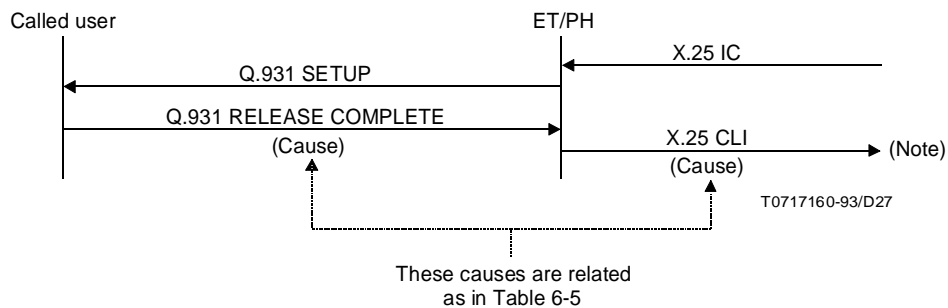 Called user
ET/PH
X.25 IC
Q.931 SETUP
Q.931 RELEASE COMPLETE
(Cause)
X.25 CLI
(Cause)
(Note)
T0717160-93/D27
These causes are related
as in Table 6-5